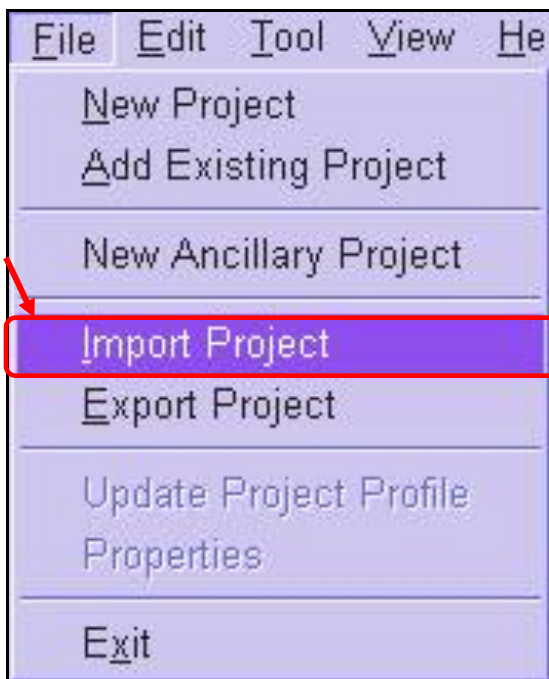 File Edit Tool View He
New Project
Add Existing Project
New Ancillary Project
Import Project
Export Project
Update Project Profile
Properties
Exit